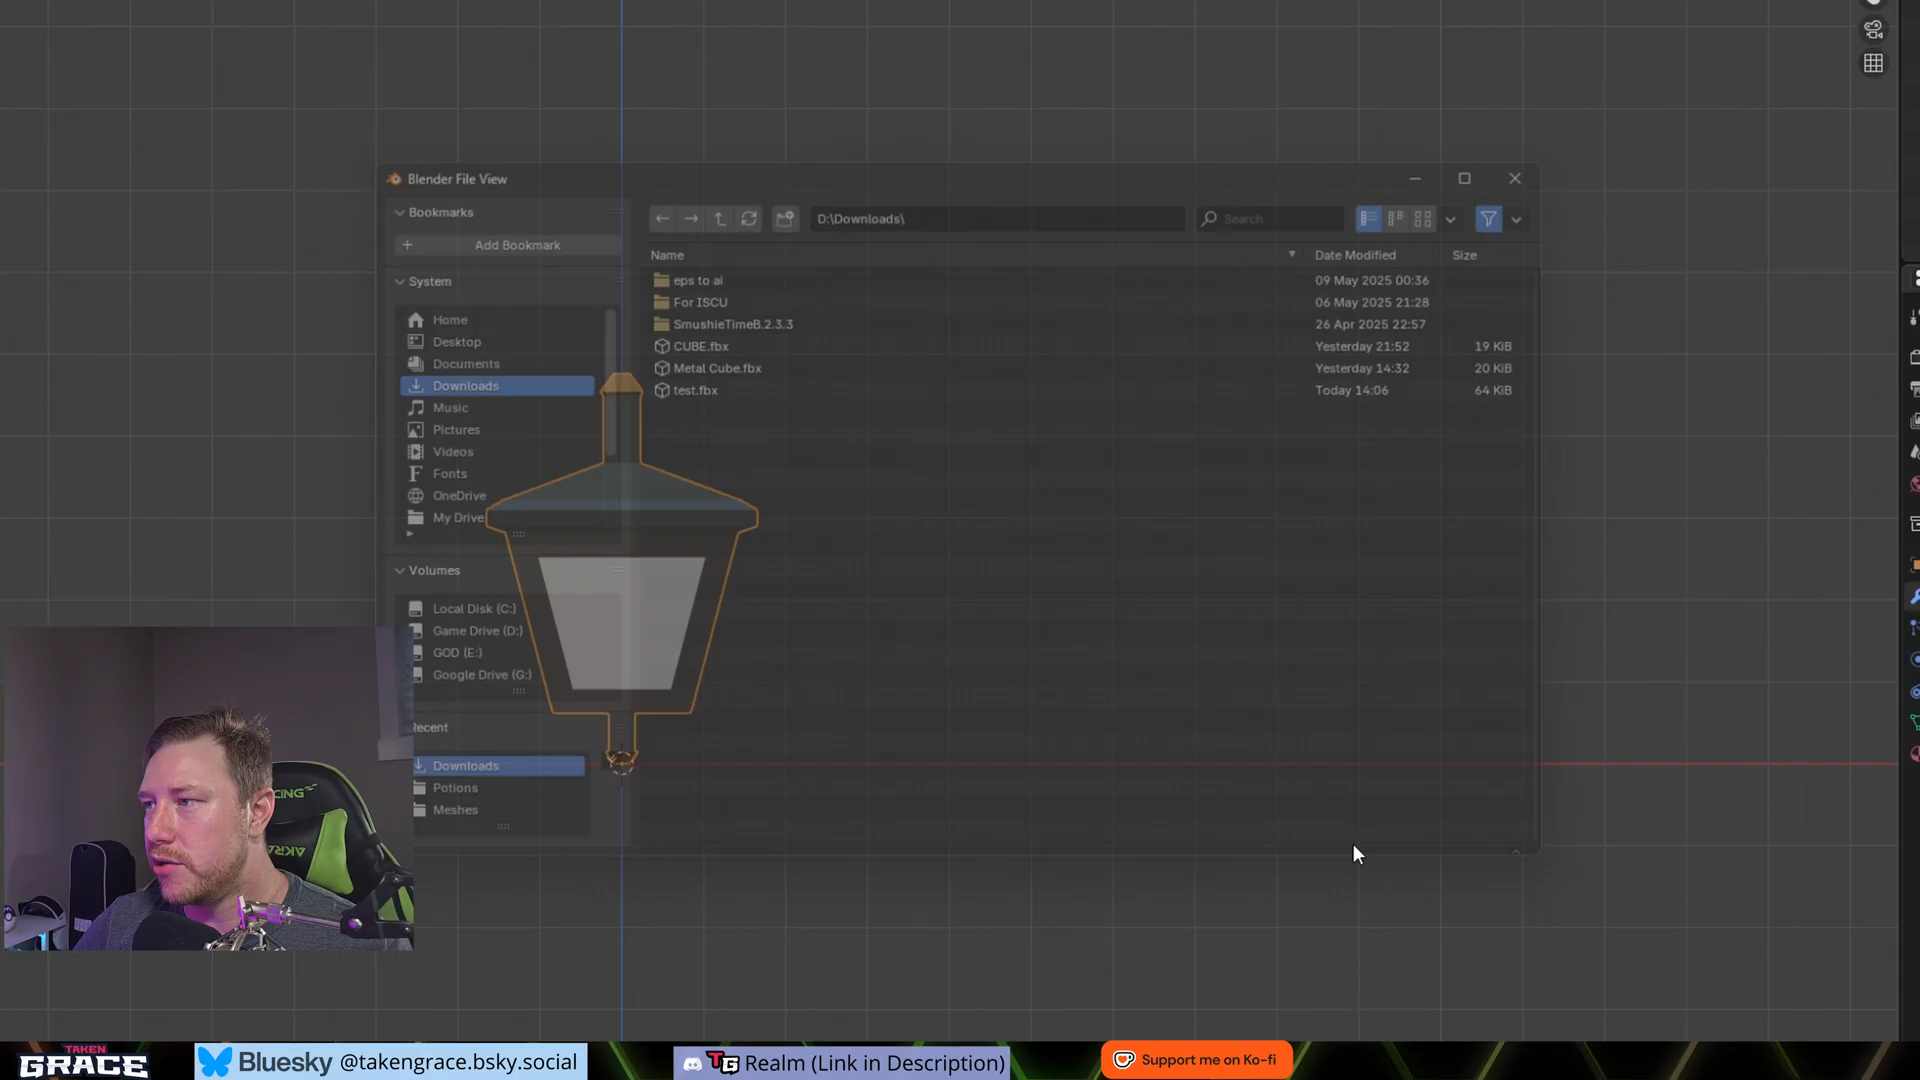 Blender File View
Bookmarks
Add Bookmark
System
Home
Desktop
Documents
Downloads
Music
Pictures
Videos
Fonts
OneDrive
My Drive
Volumes
Local Disk (C:)
Game Drive (D:)
GOD (E:)
Google Drive (G:)
Recent
Downloads
Potions
Meshes
D:\Downloads\
Search
Name Date Modified Size
eps to ai 09 May 2025 00:36
For ISCU 06 May 2025 21:28
SmushieTimeB.2.3.3 26 Apr 2025 22:57
CUBE.fbx Yesterday 21:52 19 KiB
Metal Cube.fbx Yesterday 14:32 20 KiB
test.fbx Today 14:06 64 KiB
CING
AKRA
TAKEN
GRACE
Bluesky @takengrace.bsky.social
TG Realm (Link in Description)
Support me on Ko-fi